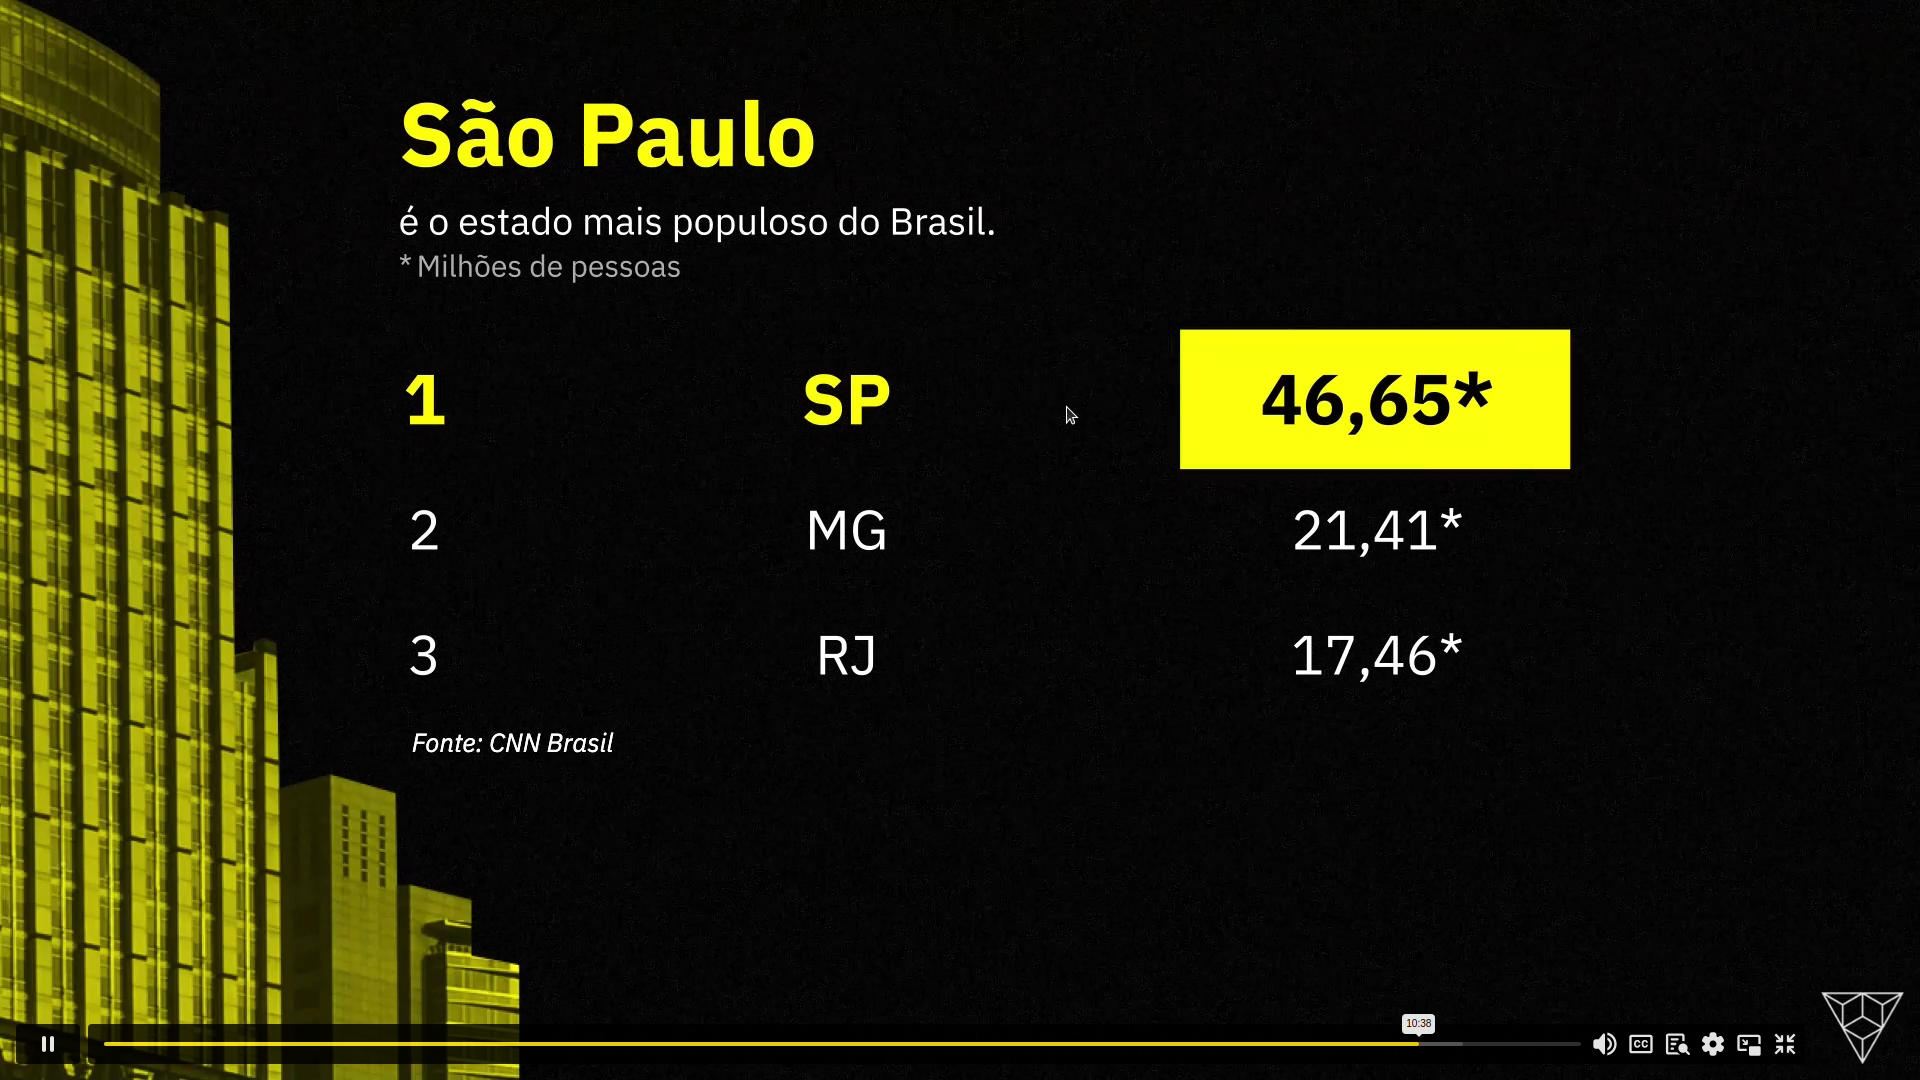 São Paulo
é o estado mais populoso do Brasil.
* Milhões de pessoas
1 SP 46,65*
2 MG 21,41*
3 RJ 17,46*
Fonte: CNN Brasil
10:38
CC